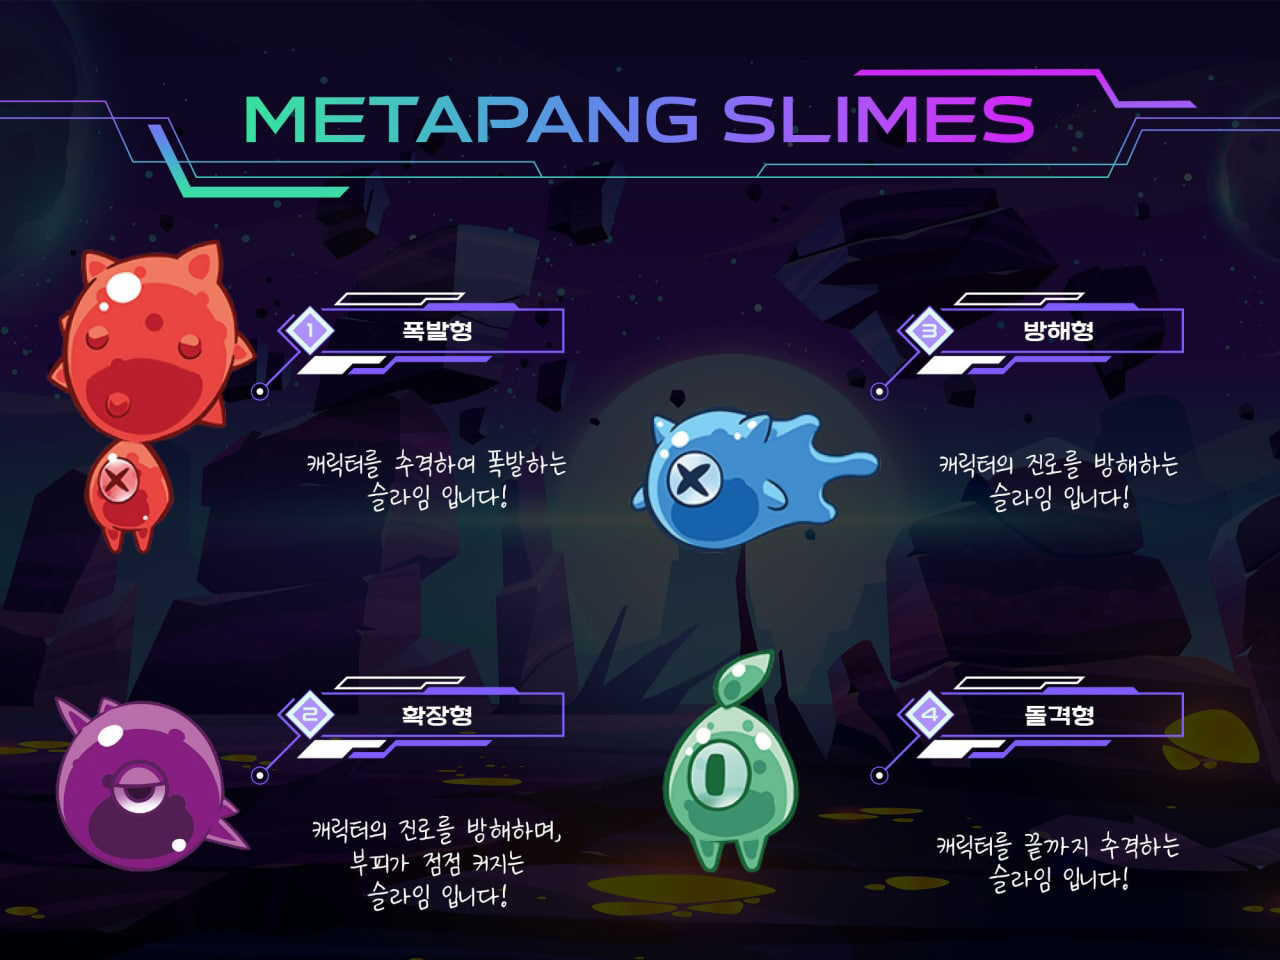 METAPANG SLIMES
1
폭발형
캐릭터를 추격하여 폭발하는
슬라임 입니다!
2
확장형
캐릭터의 진로를 방해하며,
부피가 점점 커지는
슬라임 입니다!
3
방해형
캐릭터의 진로를 방해하는
슬라임 입니다!
4
돌격형
캐릭터를 끝까지 추격하는
슬라임 입니다!